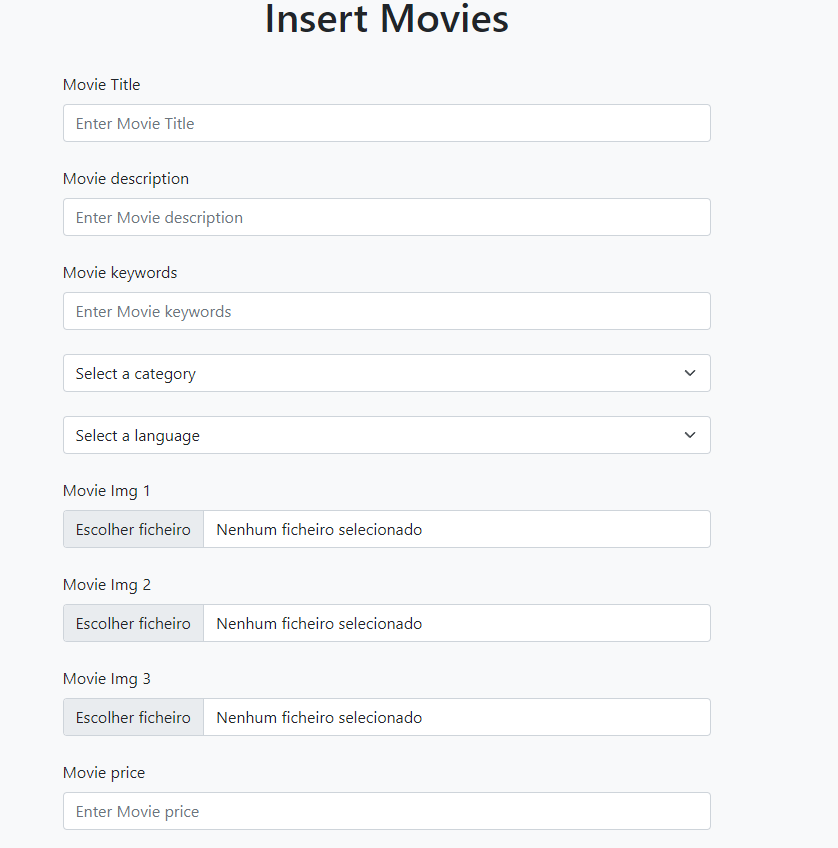 Insert Movies
Movie Title
Enter Movie Title
Movie description
Enter Movie description
Movie keywords
Enter Movie keywords
Select a category
Select a language
Movie Img 1
Escolher ficheiro Nenhum ficheiro selecionado
Movie Img 2
Escolher ficheiro Nenhum ficheiro selecionado
Movie Img 3
Escolher ficheiro Nenhum ficheiro selecionado
Movie price
Enter Movie price